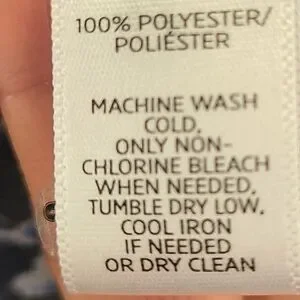 100% POLYESTER/
POLIÉSTER
MACHINE WASH
COLD,
ONLY NON-
CHLORINE BLEACH
WHEN NEEDED,
TUMBLE DRY LOW,
COOL IRON
IF NEEDED
OR DRY CLEAN